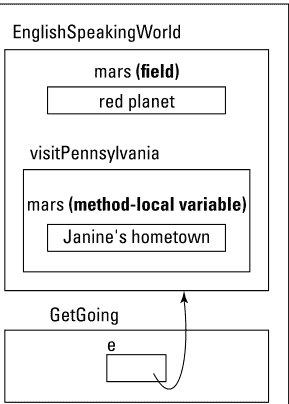 EnglishSpeakingWorld
mars (field)
red planet
visitPennsylvania
mars (method-local variable)
Janine's hometown
GetGoing
e